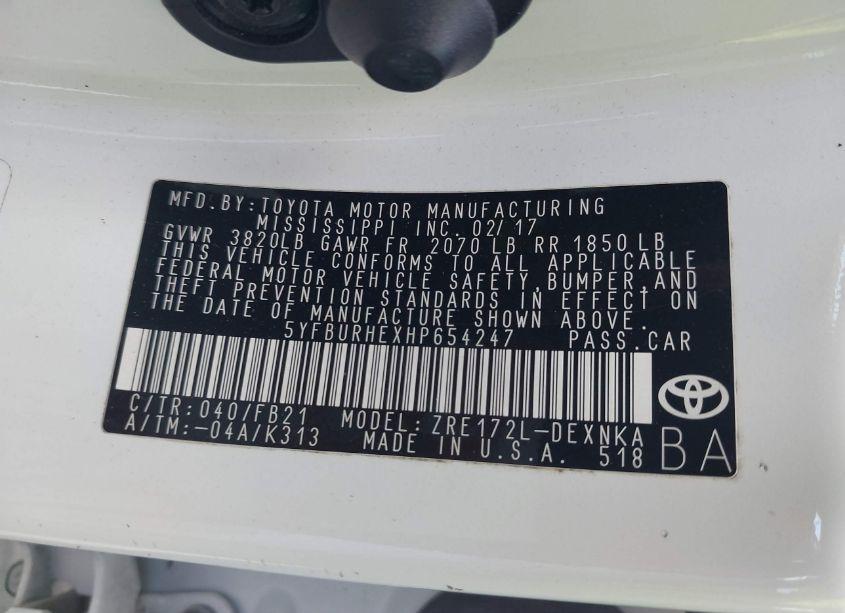 MFD.BY:TOYOTA MOTOR MANUFACTURING
MISSISSIPPI INC. 02/17
GVWR 3820LB GAWR FR 2070 LB RR 1850 LB
THIS VEHICLE CONFORMS TO ALL APPLICABLE
FEDERAL MOTOR VEHICLE SAFETY,BUMPER,AND
THEFT PREVENTION STANDARDS IN EFFECT ON
THE DATE OF MANUFACTURE SHOWN ABOVE.
5YFBURHEXHP654247 PASS.CAR
C/TR:040/FB21 MODEL:ZRE172L-DEXNKA
A/TM:-04A/K313 MADE IN U.S.A. 518 BA